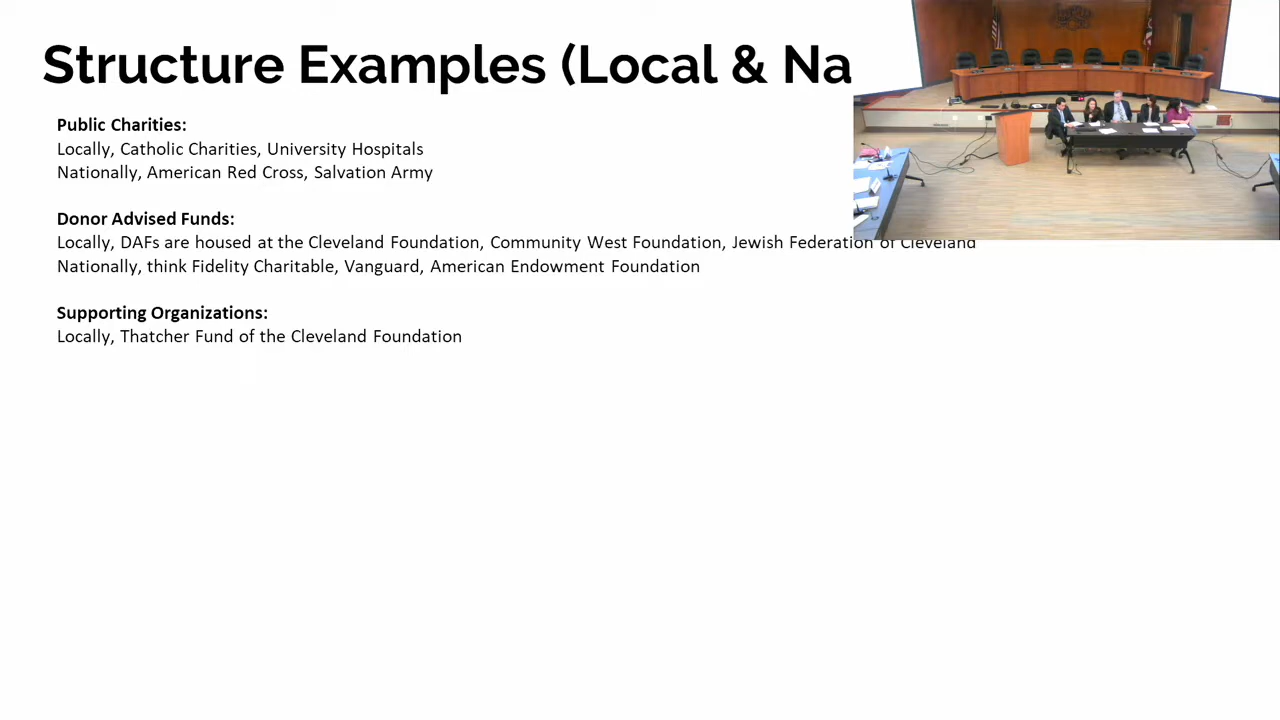 Structure Examples (Local & Na
Public Charities:
Locally, Catholic Charities, University Hospitals
Nationally, American Red Cross, Salvation Army
Donor Advised Funds:
Locally, DAFs are housed at the Cleveland Foundation, Community West Foundation, Jewish Federation of Cleveland
Nationally, think Fidelity Charitable, Vanguard, American Endowment Foundation
Supporting Organizations:
Locally, Thatcher Fund of the Cleveland Foundation